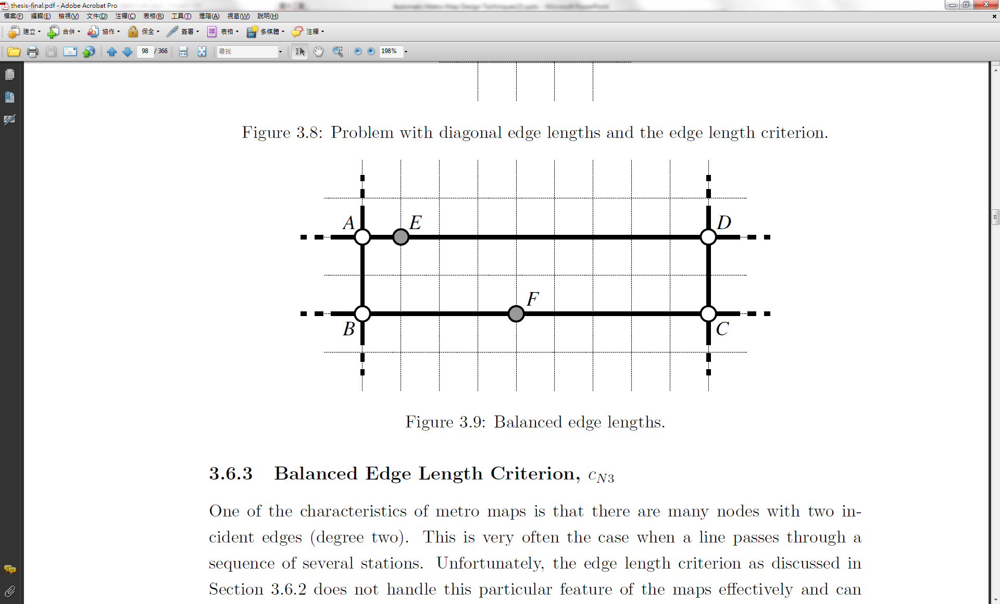 thesis-final.pdf - Adobe Acrobat Pro
檔案(F) 編輯(E) 檢視(V) 文件(D) 注釋(C) 表格(R) 工具(T) 進階(A) 視窗(W) 說明(H)
建立 合併 協作 保全 簽署 表格 多媒體 注釋
98 / 366 尋找 198%
Figure 3.8: Problem with diagonal edge lengths and the edge length criterion.
A E D
F
B C
Figure 3.9: Balanced edge lengths.
3.6.3 Balanced Edge Length Criterion, cN3
One of the characteristics of metro maps is that there are many nodes with two in-
cident edges (degree two). This is very often the case when a line passes through a
sequence of several stations. Unfortunately, the edge length criterion as discussed in
Section 3.6.2 does not handle this particular feature of the maps effectively and can